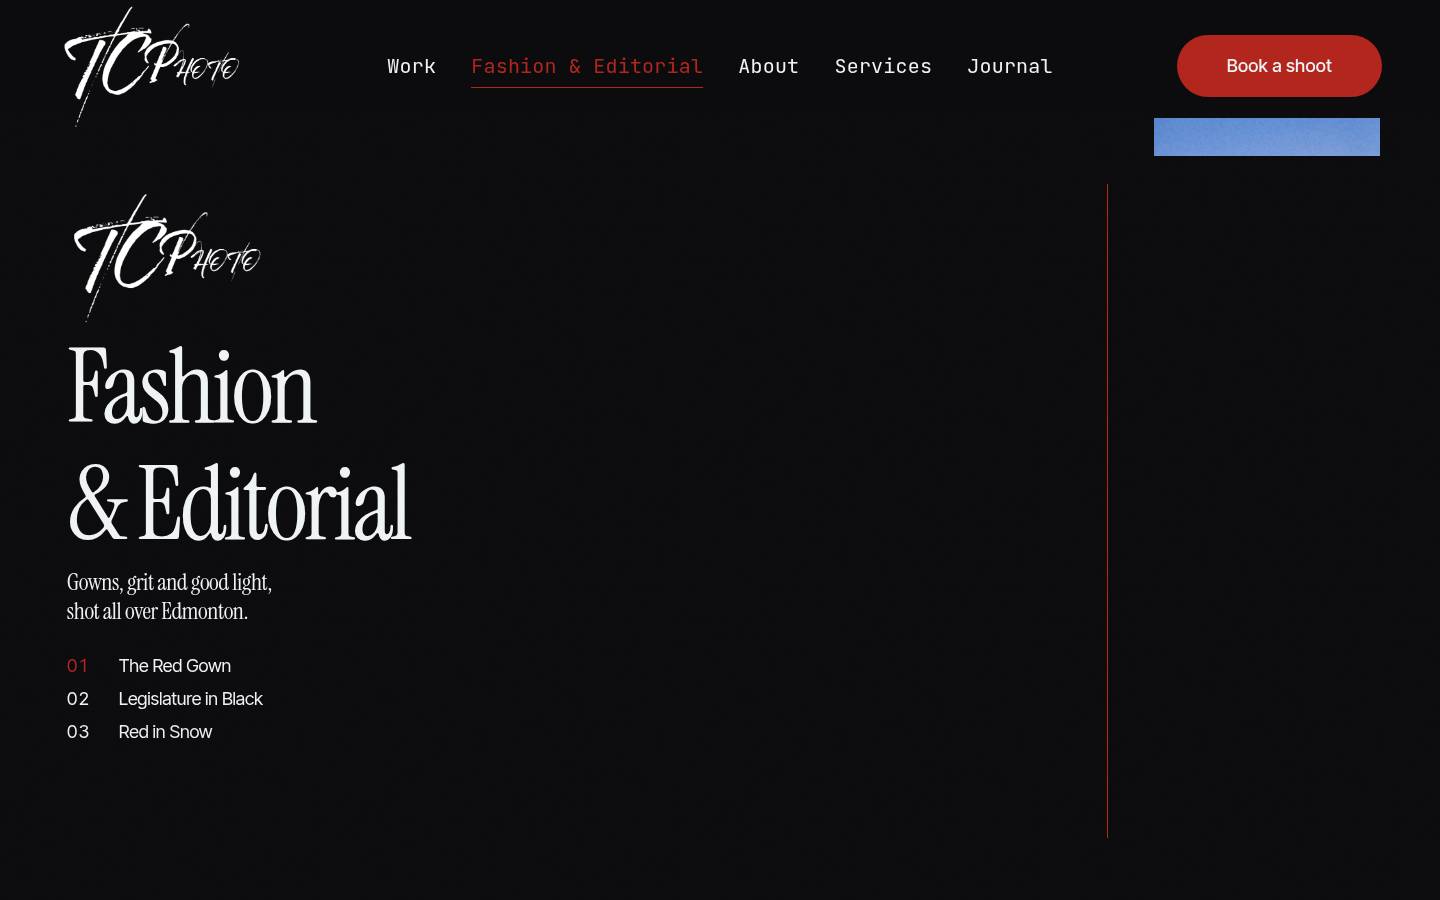 TCPHOTO
Work
Fashion & Editorial
About
Services
Journal
Book a shoot
TCPHOTO
Fashion
& Editorial
Gowns, grit and good light,
shot all over Edmonton.
01 The Red Gown
02 Legislature in Black
03 Red in Snow